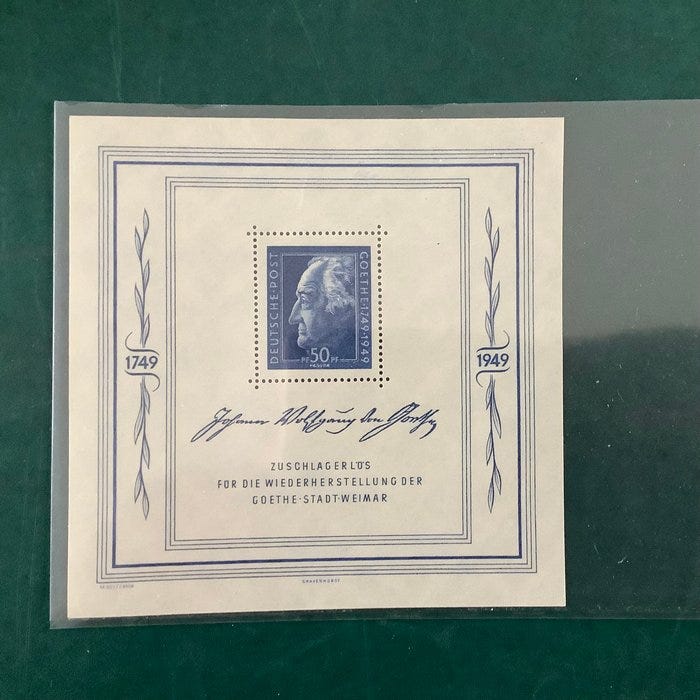 DEUTSCHE·POST
GOETHE·1749·1949
PF 50 PF
1749
1949
Johann Wolfgang von Goethe
ZUSCHLAGERLÖS
FÜR DIE WIEDERHERSTELLUNG DER
GOETHE·STADT·WEIMAR
GRAVENHORST